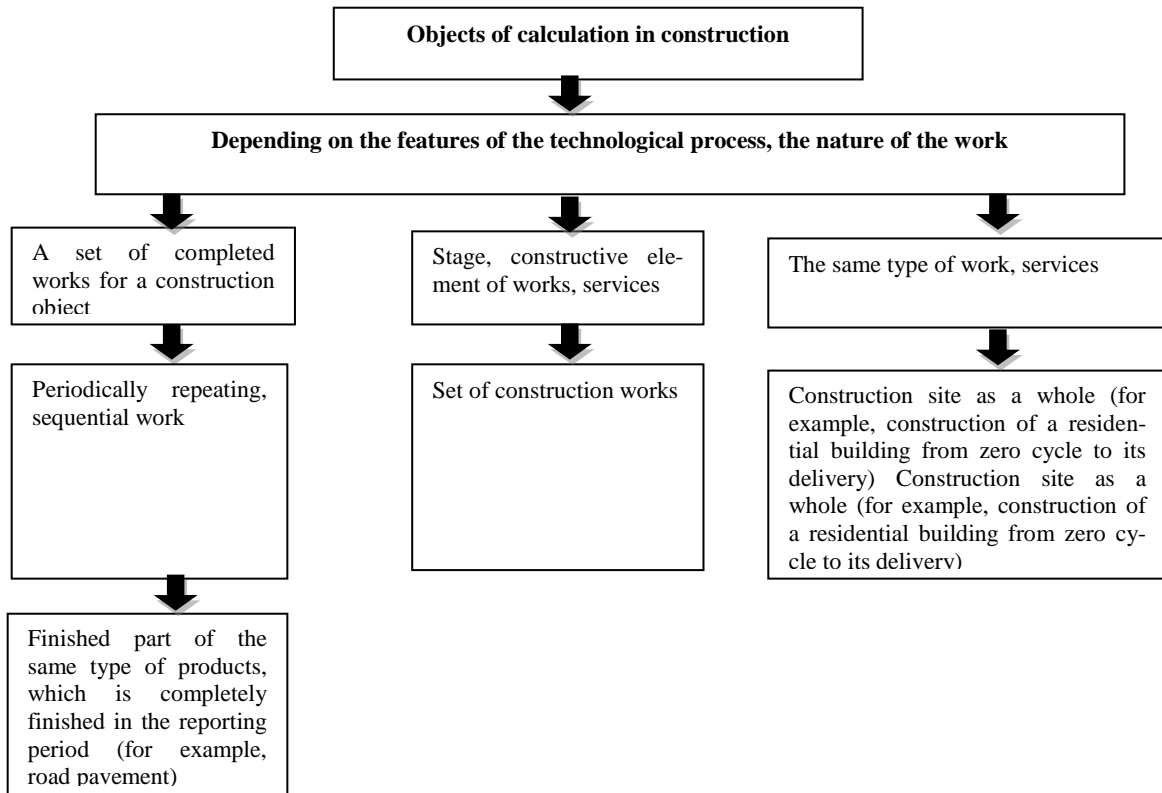 Objects of calculation in construction
Depending on the features of the technological process, the nature of the work
A set of completed
works for a construction
object
Stage, constructive ele-
ment of works, services
The same type of work, services
Periodically repeating,
sequential work
Set of construction works
Construction site as a whole (for
example, construction of a residen-
tial building from zero cycle to its
delivery) Construction site as a
whole (for example, construction of
a residential building from zero cy-
cle to its delivery)
Finished part of the
same type of products,
which is completely
finished in the reporting
period (for example,
road pavement)